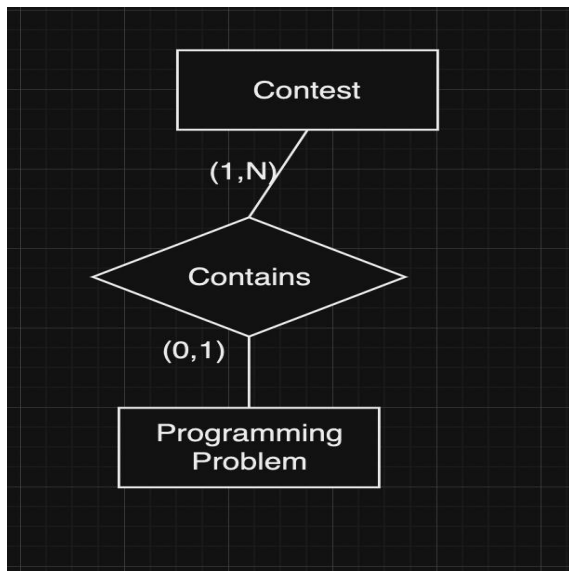 Contest
(1,N)
Contains
(0,1)
Programming
Problem